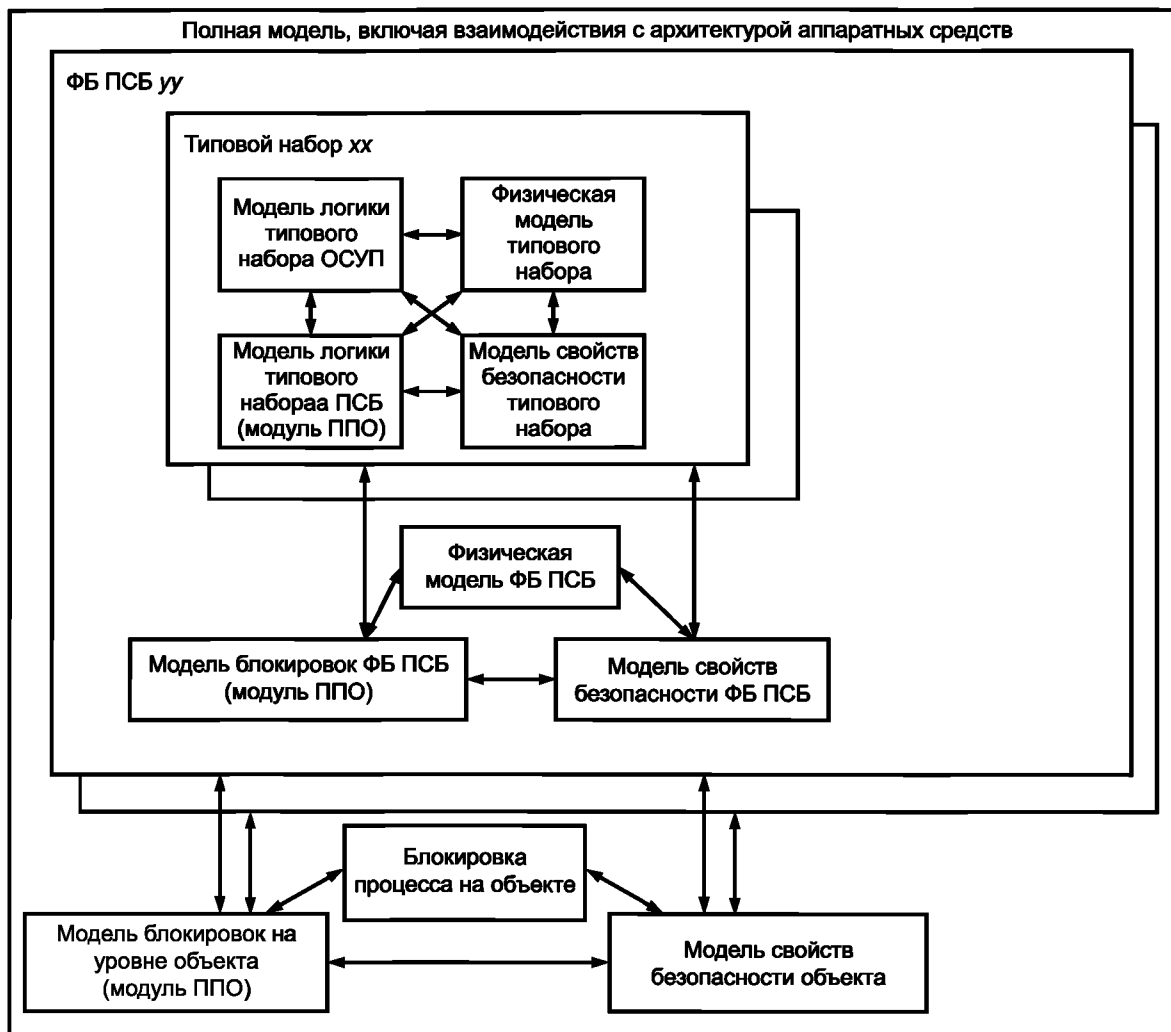 Полная модель, включая взаимодействия с архитектурой аппаратных средств
ФБ ПСБ yy
Типовой набор xx
Модель логики
типового
набора ОСУП
Физическая
модель
типового
набора
Модель логики
типового
набораа ПСБ
(модуль ППО)
Модель свойств
безопасности
типового
набора
Физическая
модель ФБ ПСБ
Модель блокировок ФБ ПСБ
(модуль ППО)
Модель свойств
безопасности ФБ ПСБ
Блокировка
процесса на объекте
Модель блокировок на
уровне объекта
(модуль ППО)
Модель свойств
безопасности объекта